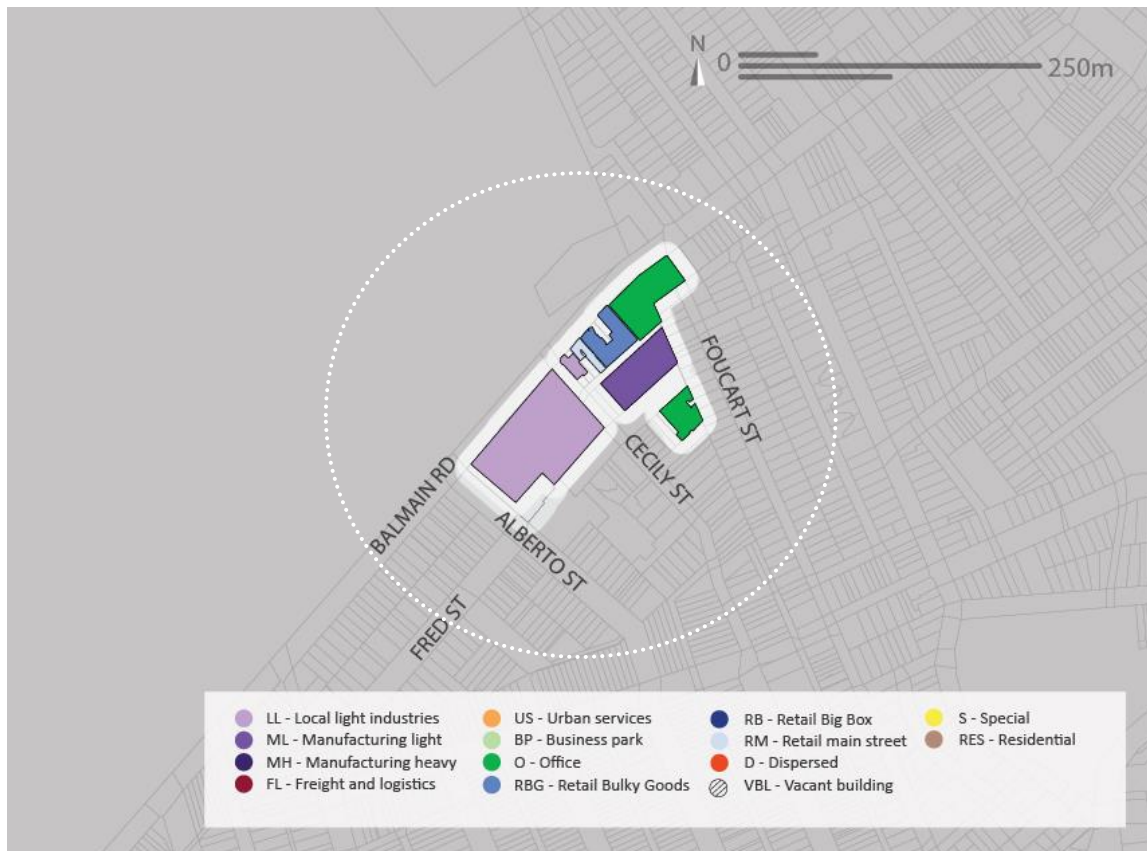 N
0
250m
FOUCART ST
CECILY ST
BALMAIN RD
ALBERTO ST
FRED ST
LL - Local light industries
ML - Manufacturing light
MH - Manufacturing heavy
FL - Freight and logistics
US - Urban services
BP - Business park
O - Office
RBG - Retail Bulky Goods
RB - Retail Big Box
RM - Retail main street
D - Dispersed
VBL - Vacant building
S - Special
RES - Residential